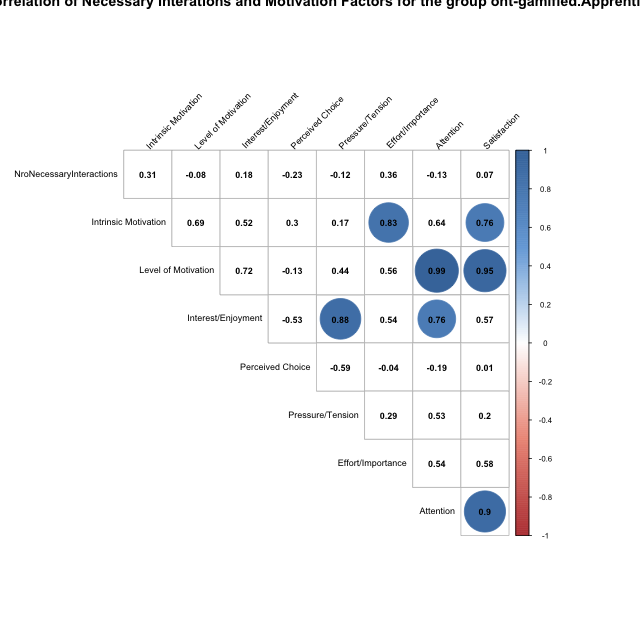 orrelation of Necessary Interations and Motivation Factors for the group ont-gamified.Apprenti
Intrinsic Motivation
Level of Motivation
Interest/Enjoyment
Perceived Choice
Pressure/Tension
Effort/Importance
Attention
Satisfaction
NroNecessaryInteractions 0.31 -0.08 0.18 -0.23 -0.12 0.36 -0.13 0.07
Intrinsic Motivation 0.69 0.52 0.3 0.17 0.83 0.64 0.76
Level of Motivation 0.72 -0.13 0.44 0.56 0.99 0.95
Interest/Enjoyment -0.53 0.88 0.54 0.76 0.57
Perceived Choice -0.59 -0.04 -0.19 0.01
Pressure/Tension 0.29 0.53 0.2
Effort/Importance 0.54 0.58
Attention 0.9
1
0.8
0.6
0.4
0.2
0
-0.2
-0.4
-0.6
-0.8
-1